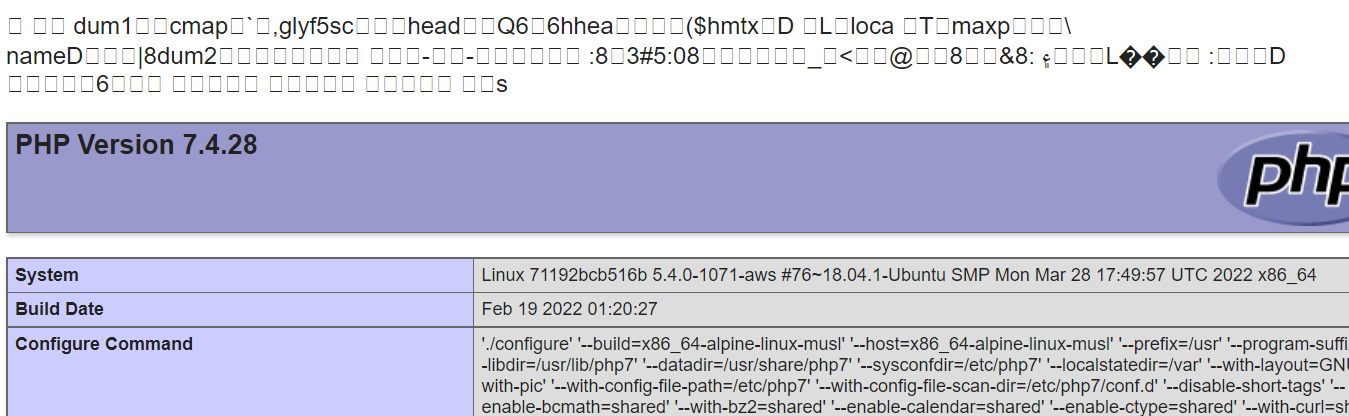 dum1 cmap ` ,glyf5sc head Q6 6hhea ($hmtx D L loca T maxp \
nameD |8dum2 - - :8 3#5:08 _ < @ 8 &8: L�� : D
6 s
PHP Version 7.4.28
php
System Linux 71192bcb516b 5.4.0-1071-aws #76~18.04.1-Ubuntu SMP Mon Mar 28 17:49:57 UTC 2022 x86_64
Build Date Feb 19 2022 01:20:27
Configure Command './configure' '--build=x86_64-alpine-linux-musl' '--host=x86_64-alpine-linux-musl' '--prefix=/usr' '--program-suffi
-libdir=/usr/lib/php7' '--datadir=/usr/share/php7' '--sysconfdir=/etc/php7' '--localstatedir=/var' '--with-layout=GNU
with-pic' '--with-config-file-path=/etc/php7' '--with-config-file-scan-dir=/etc/php7/conf.d' '--disable-short-tags' '--
enable-bcmath=shared' '--with-bz2=shared' '--enable-calendar=shared' '--enable-ctype=shared' '--with-curl=sh